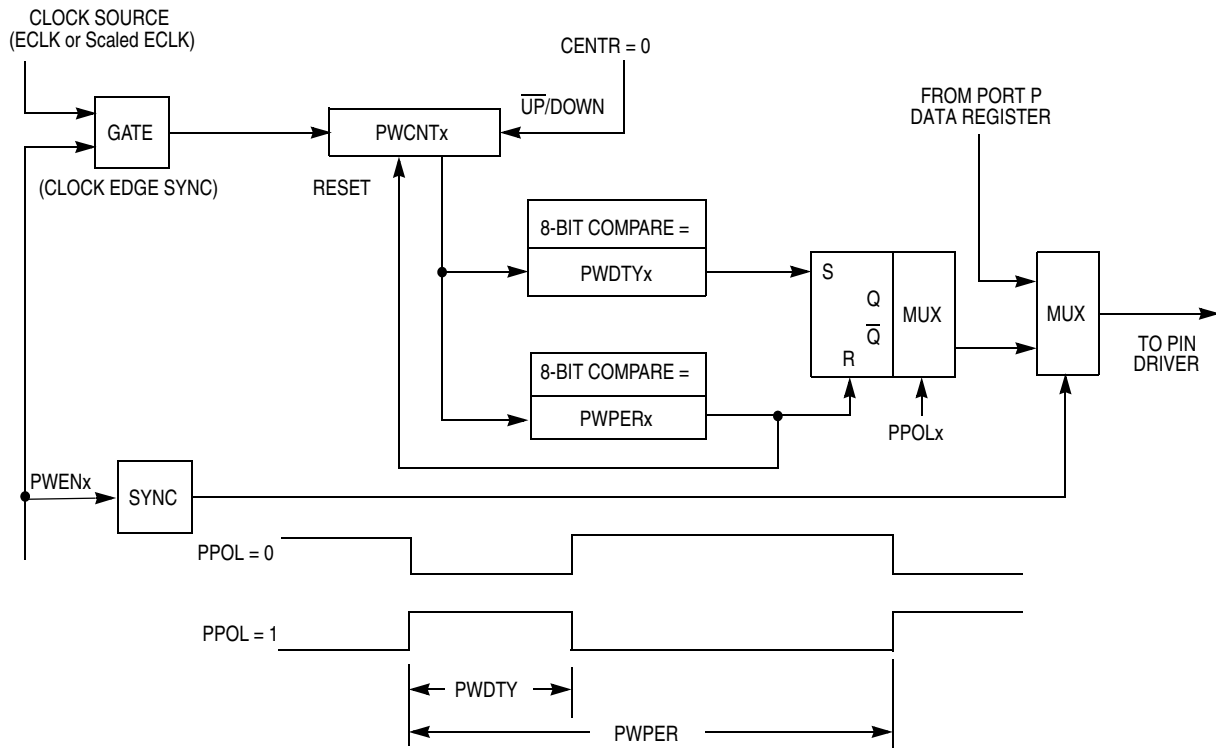 CLOCK SOURCE
(ECLK or Scaled ECLK)
CENTR = 0
U̅P̅/DOWN
FROM PORT P
DATA REGISTER
GATE
PWCNTx
(CLOCK EDGE SYNC)
RESET
8-BIT COMPARE =
PWDTYx
S
Q
Q̅
R
MUX
MUX
TO PIN
DRIVER
8-BIT COMPARE =
PWPERx
PPOLx
PWENx
SYNC
PPOL = 0
PPOL = 1
PWDTY
PWPER